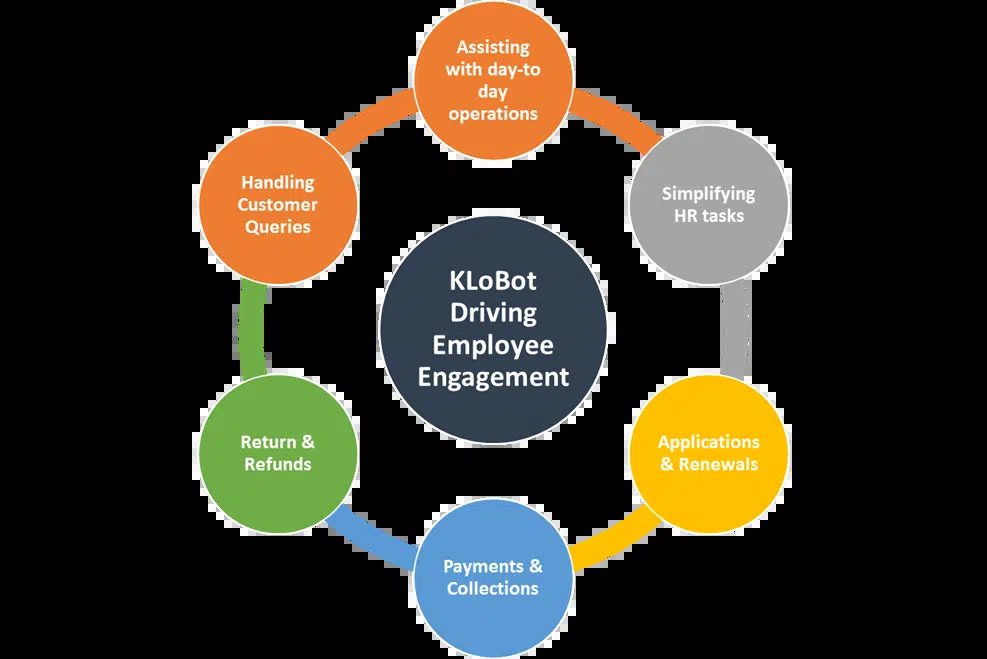 Assisting
with day-to
day
operations
Simplifying
HR tasks
Applications
& Renewals
Payments &
Collections
Return &
Refunds
Handling
Customer
Queries
KLoBot
Driving
Employee
Engagement